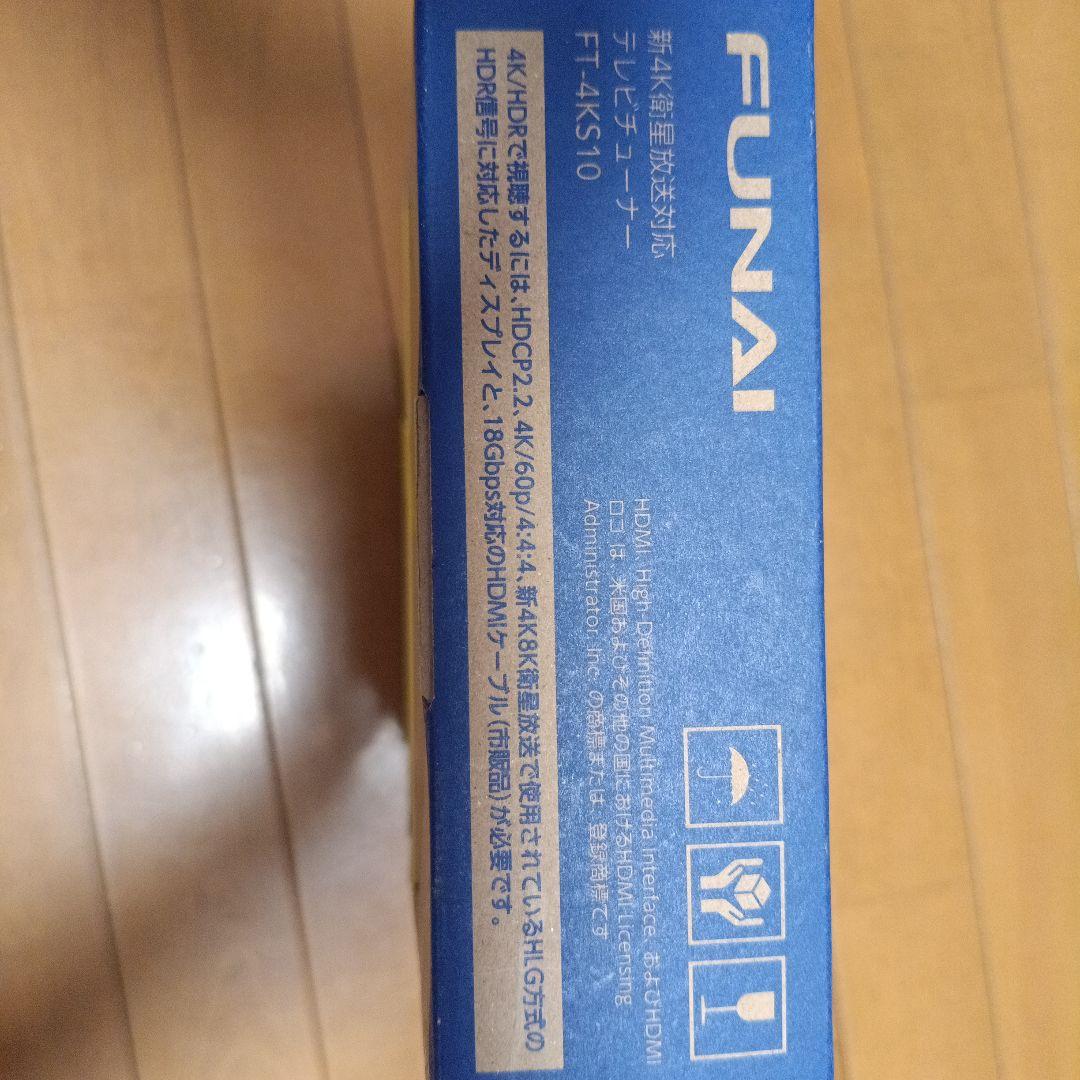 FUNAI
新4K衛星放送対応
テレビチューナー
FT-4KS10
HDMI、High-Definition Multimedia Interface、およびHDMI
ロゴ は、米国およびその他の国におけるHDMI Licensing
Administrator, Inc. の商標または、登録商標です
4K/HDRで視聴するには、HDCP2.2、4K/60p/4:4:4、新4K8K衛星放送で使用されているHLG方式の
HDR信号に対応したディスプレイと、18Gbps対応のHDMIケーブル(市販品)が必要です。